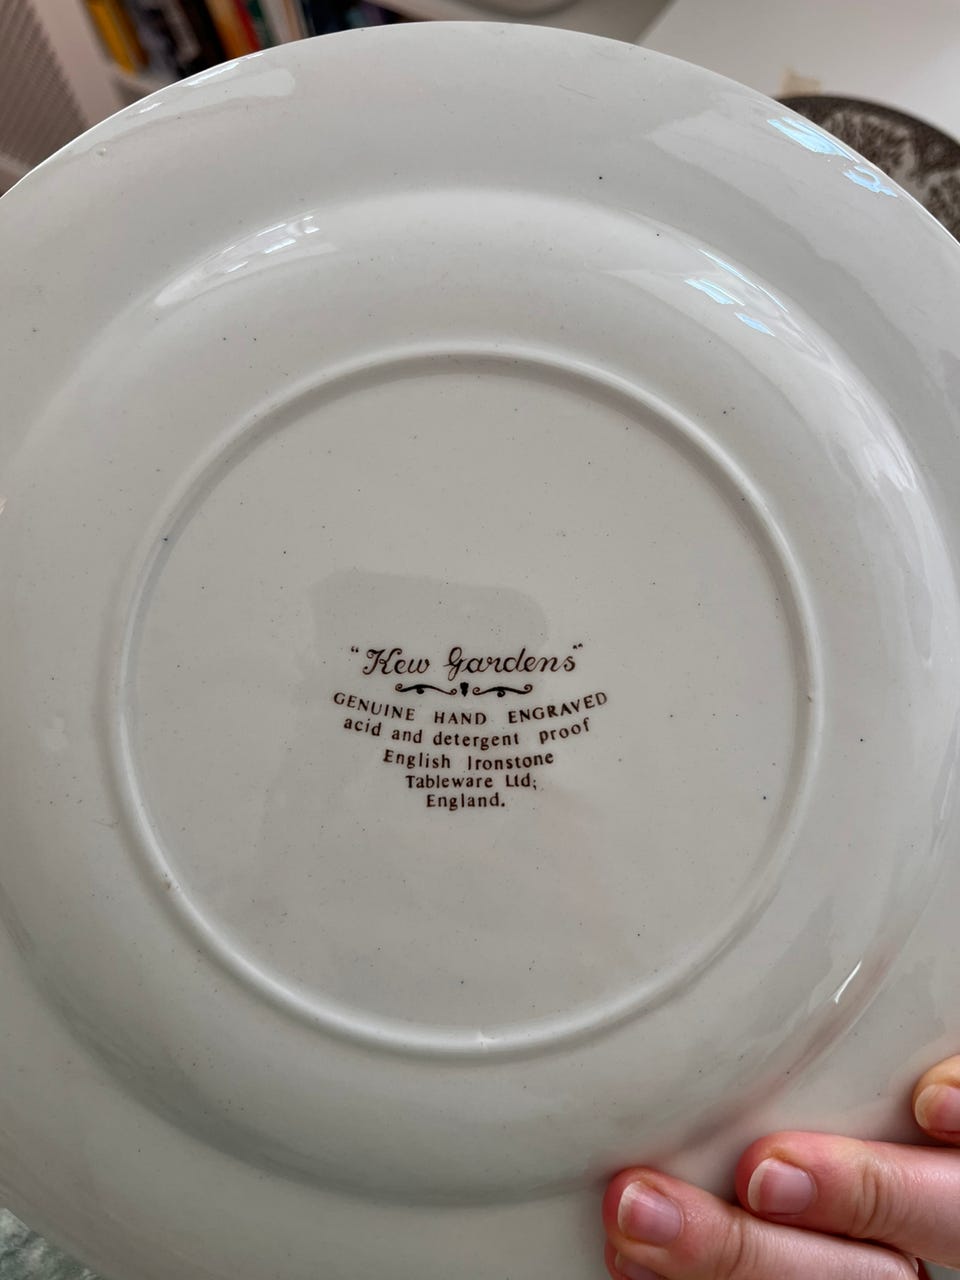 "Kew Gardens"
GENUINE HAND ENGRAVED
acid and detergent proof
English Ironstone
Tableware Ltd;
England.